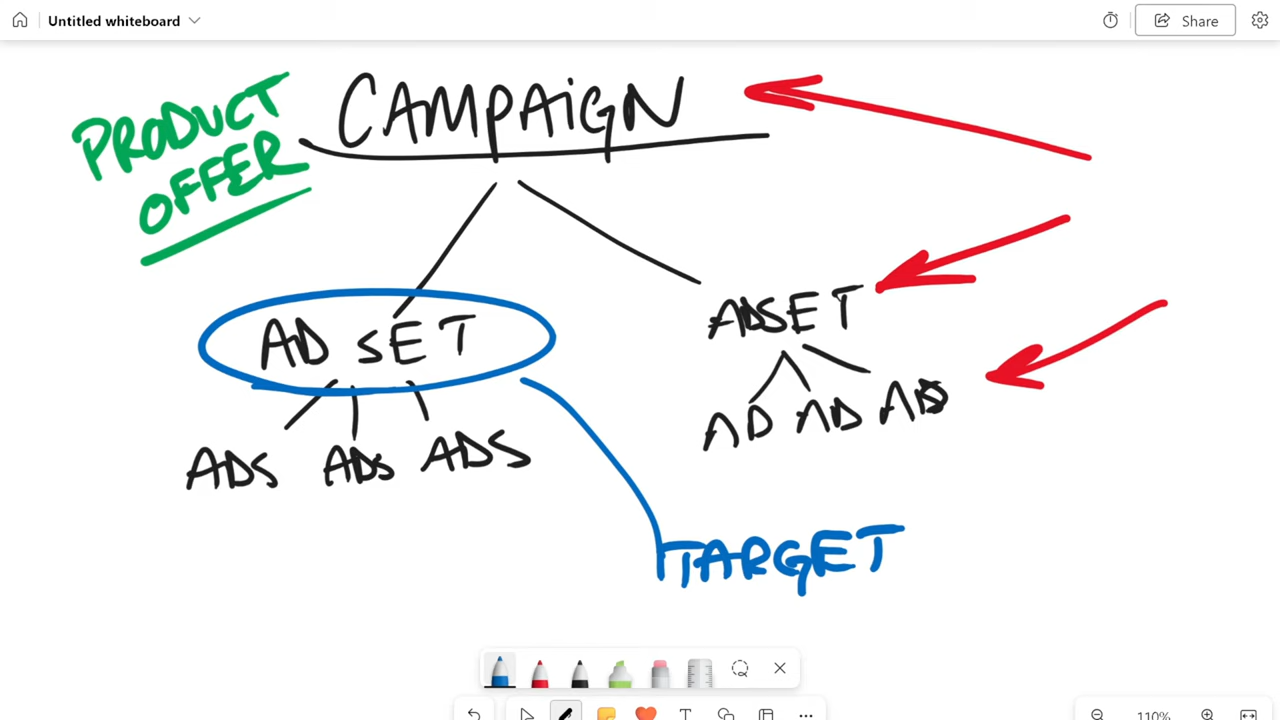 Untitled whiteboard
Share
PRODUCT
OFFER
CAMPAiGN
AD SET
ADSET
ADS ADS ADS
AD AD AD
TARGET
110%